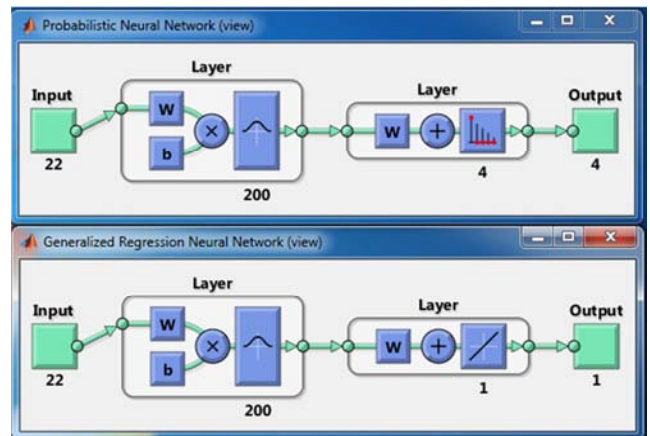 Probabilistic Neural Network (view)
Layer
Layer
Input
Output
W
b
W
22
200
4
4
Generalized Regression Neural Network (view)
Layer
Layer
Input
Output
W
b
W
22
200
1
1